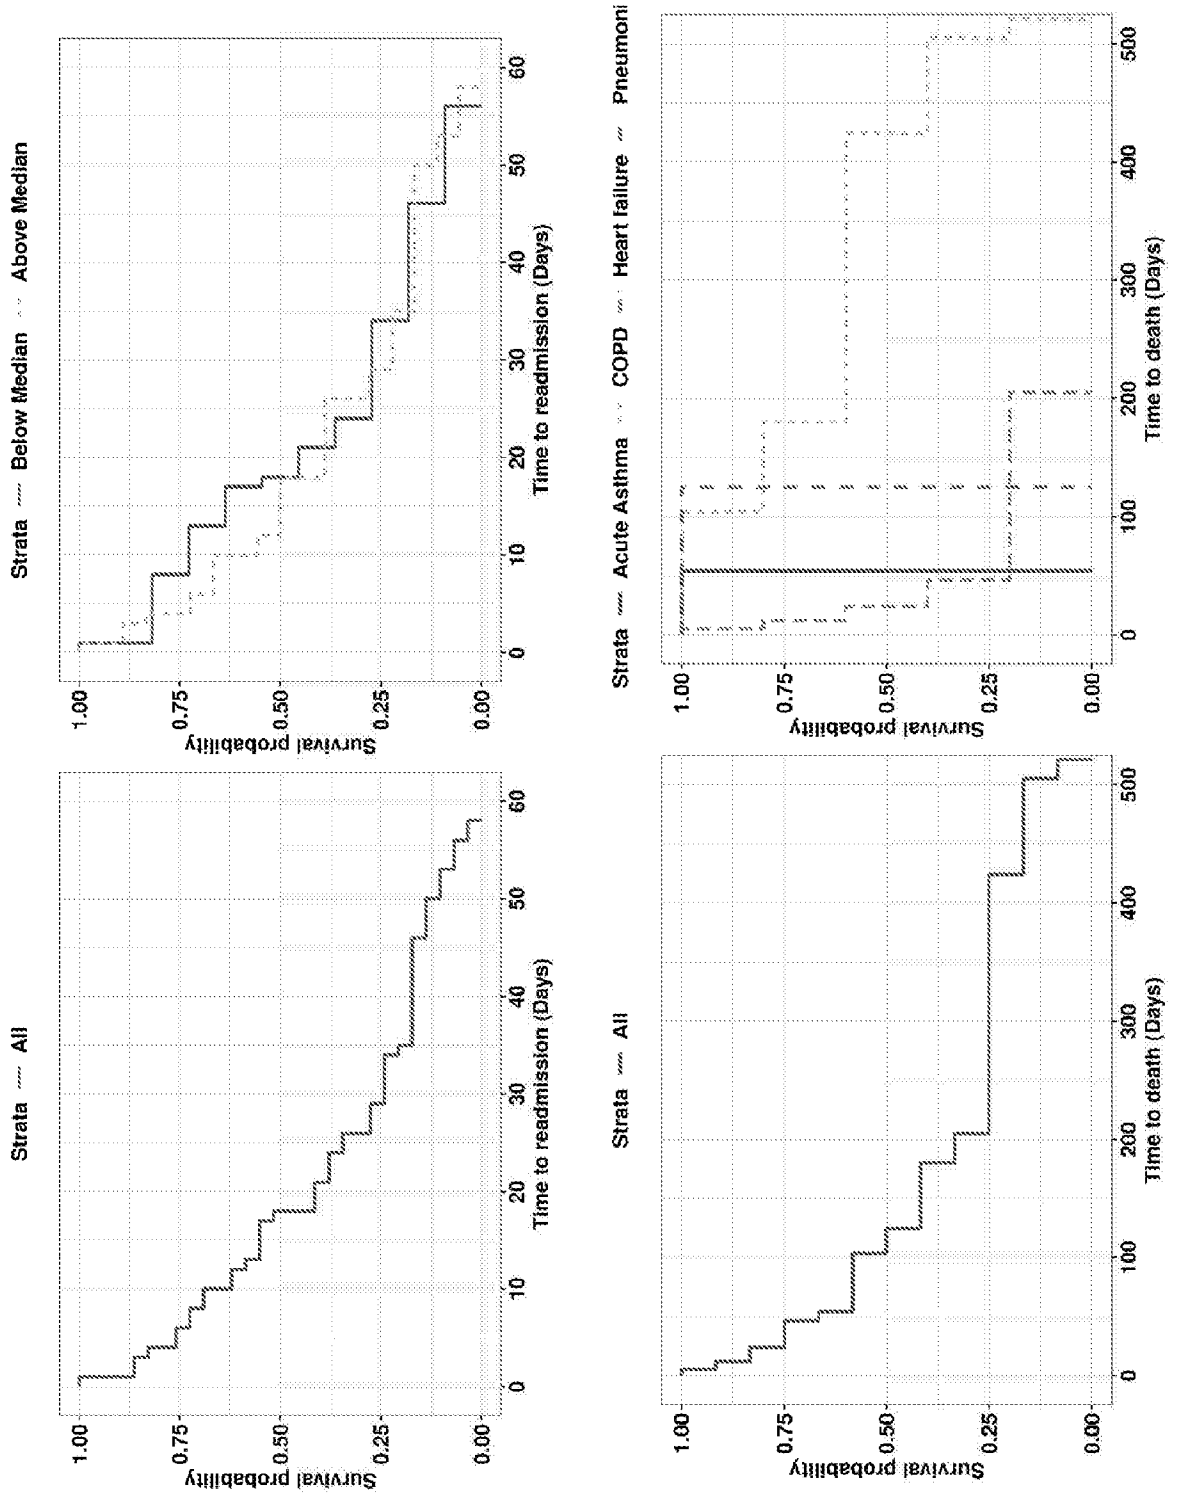 Strata — All
Survival probability
1.00
0.75
0.50
0.25
0.00
0 10 20 30 40 50 60
Time to readmission (Days)
Strata — Below Median ·· Above Median
Survival probability
1.00
0.75
0.50
0.25
0.00
0 10 20 30 40 50 60
Time to readmission (Days)
Strata — All
Survival probability
1.00
0.75
0.50
0.25
0.00
0 100 200 300 400 500
Time to death (Days)
Strata — Acute Asthma ·· COPD -- Heart failure -- Pneumoni
Survival probability
1.00
0.75
0.50
0.25
0.00
0 100 200 300 400 500
Time to death (Days)